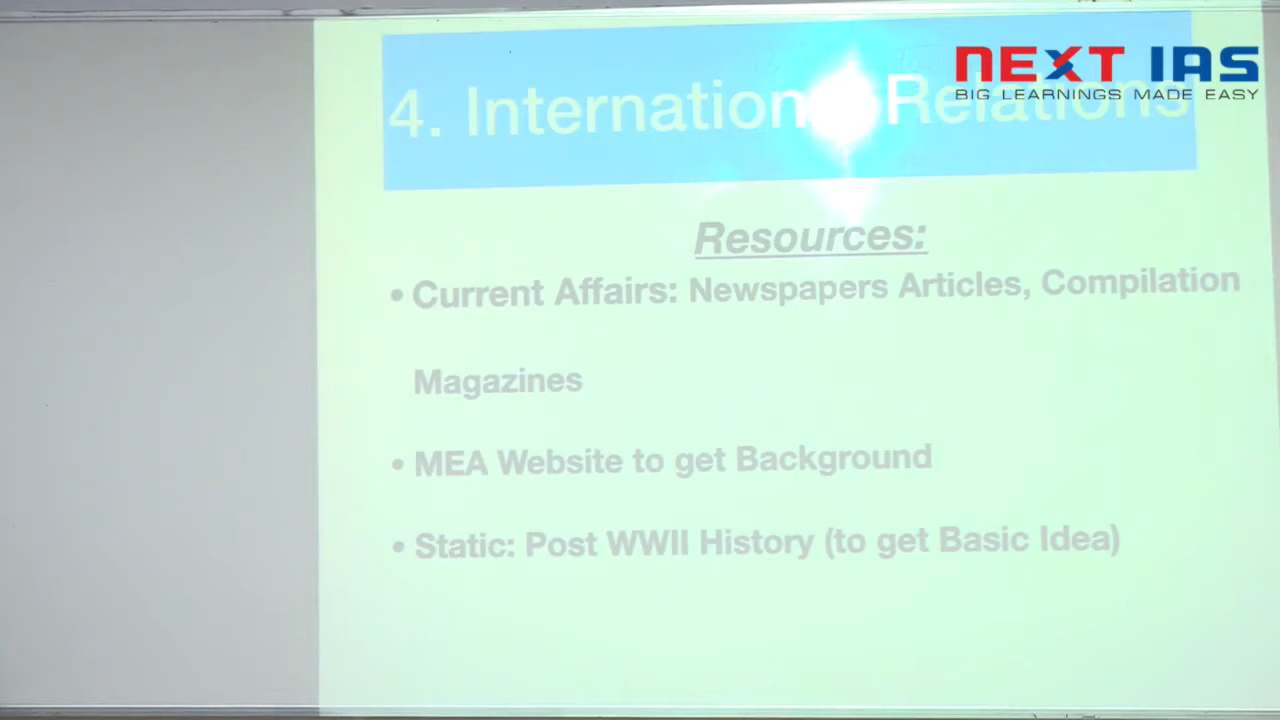 NEXT IAS
BIG LEARNINGS MADE EASY
4. International Relations
Resources:
• Current Affairs: Newspapers Articles, Compilation
Magazines
• MEA Website to get Background
• Static: Post WWII History (to get Basic Idea)